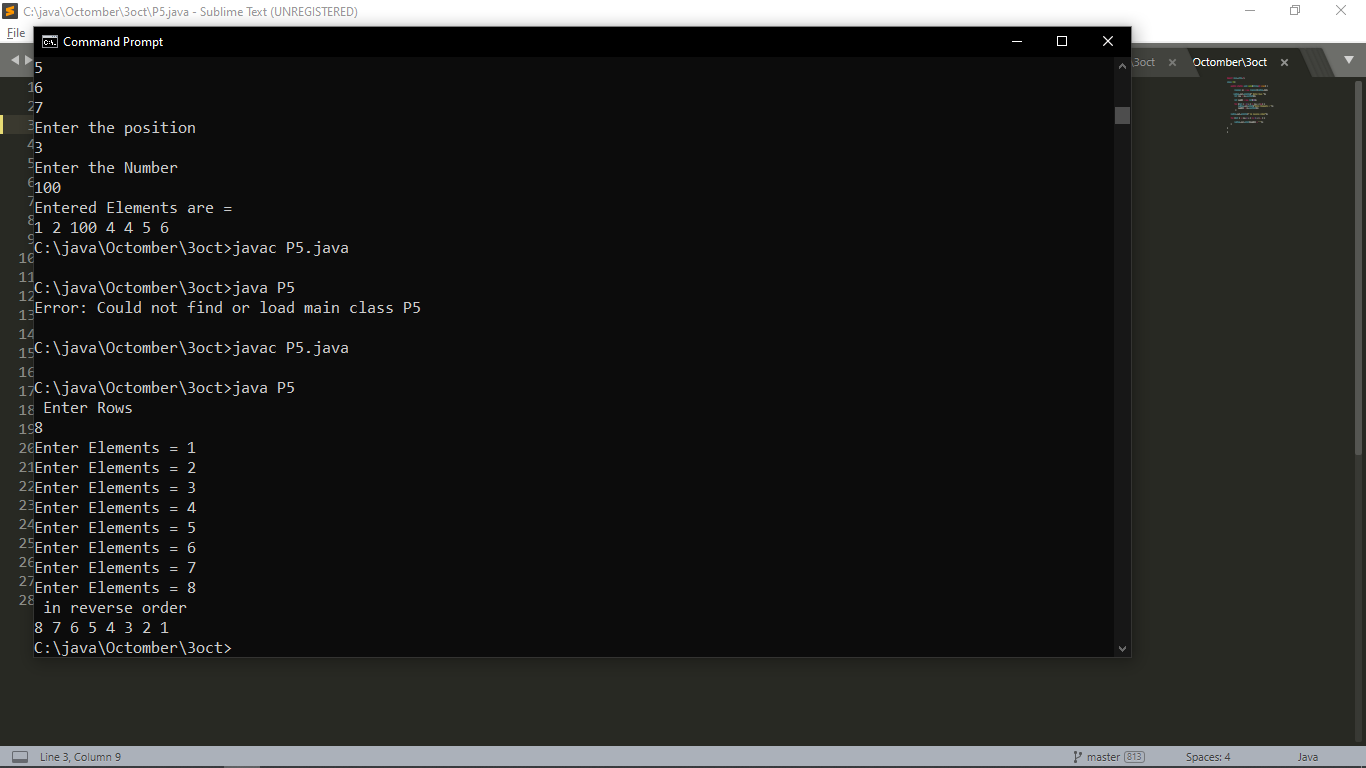 C:\java\Octomber\3oct\P5.java - Sublime Text (UNREGISTERED)
File
Command Prompt
\3oct
Octomber\3oct
5
6
7
Enter the position
3
Enter the Number
100
Entered Elements are =
1 2 100 4 4 5 6
C:\java\Octomber\3oct>javac P5.java
C:\java\Octomber\3oct>java P5
Error: Could not find or load main class P5
C:\java\Octomber\3oct>javac P5.java
C:\java\Octomber\3oct>java P5
Enter Rows
8
Enter Elements = 1
Enter Elements = 2
Enter Elements = 3
Enter Elements = 4
Enter Elements = 5
Enter Elements = 6
Enter Elements = 7
Enter Elements = 8
in reverse order
8 7 6 5 4 3 2 1
C:\java\Octomber\3oct>
1
2
3
4
5
6
7
8
9
10
11
12
13
14
15
16
17
18
19
20
21
22
23
24
25
26
27
28
Line 3, Column 9
master 813
Spaces: 4
Java